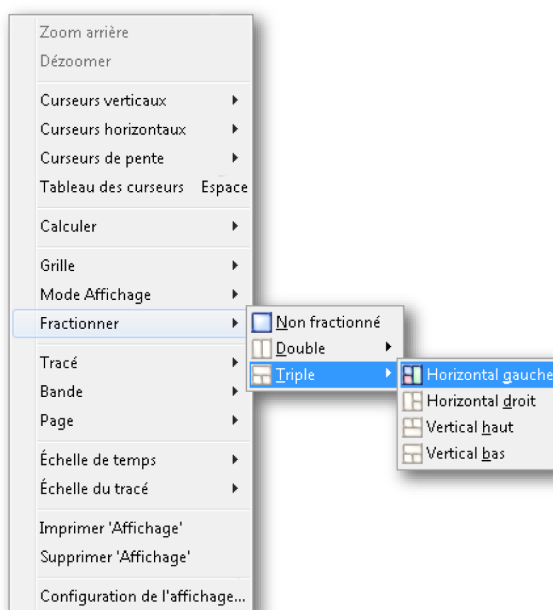 Zoom arrière
Dézoomer
Curseurs verticaux
Curseurs horizontaux
Curseurs de pente
Tableau des curseurs Espace
Calculer
Grille
Mode Affichage
Fractionner
Non fractionné
Double
Triple
Horizontal gauche
Horizontal droit
Vertical haut
Vertical bas
Tracé
Bande
Page
Échelle de temps
Échelle du tracé
Imprimer 'Affichage'
Supprimer 'Affichage'
Configuration de l'affichage...